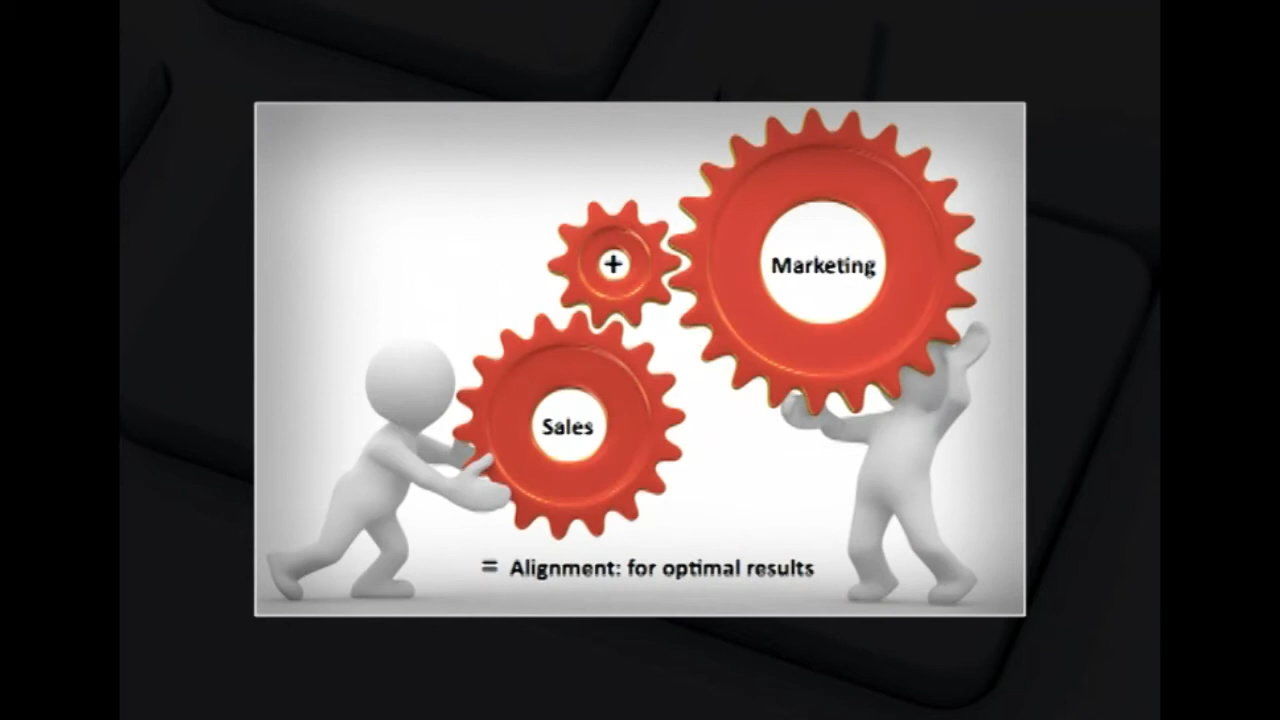 Marketing
+
Sales
= Alignment: for optimal results